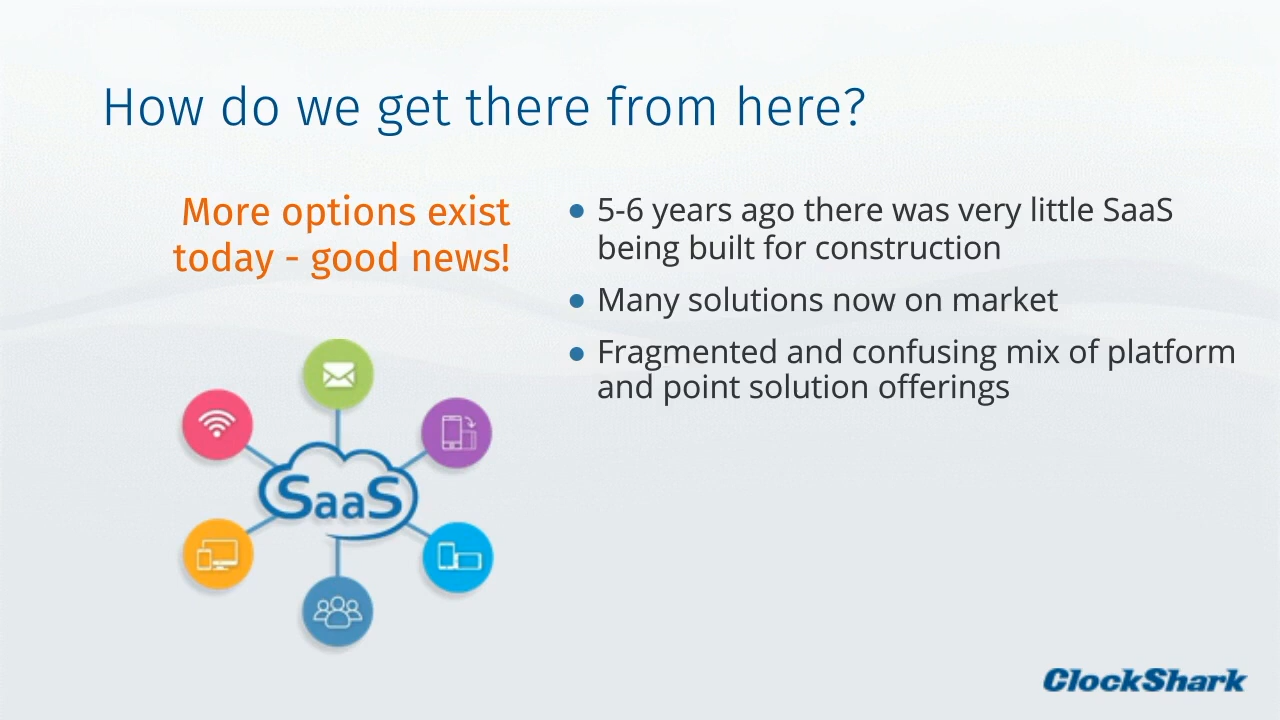 How do we get there from here?
More options exist
today - good news!
• 5-6 years ago there was very little SaaS
being built for construction
• Many solutions now on market
• Fragmented and confusing mix of platform
and point solution offerings
SaaS
ClockShark